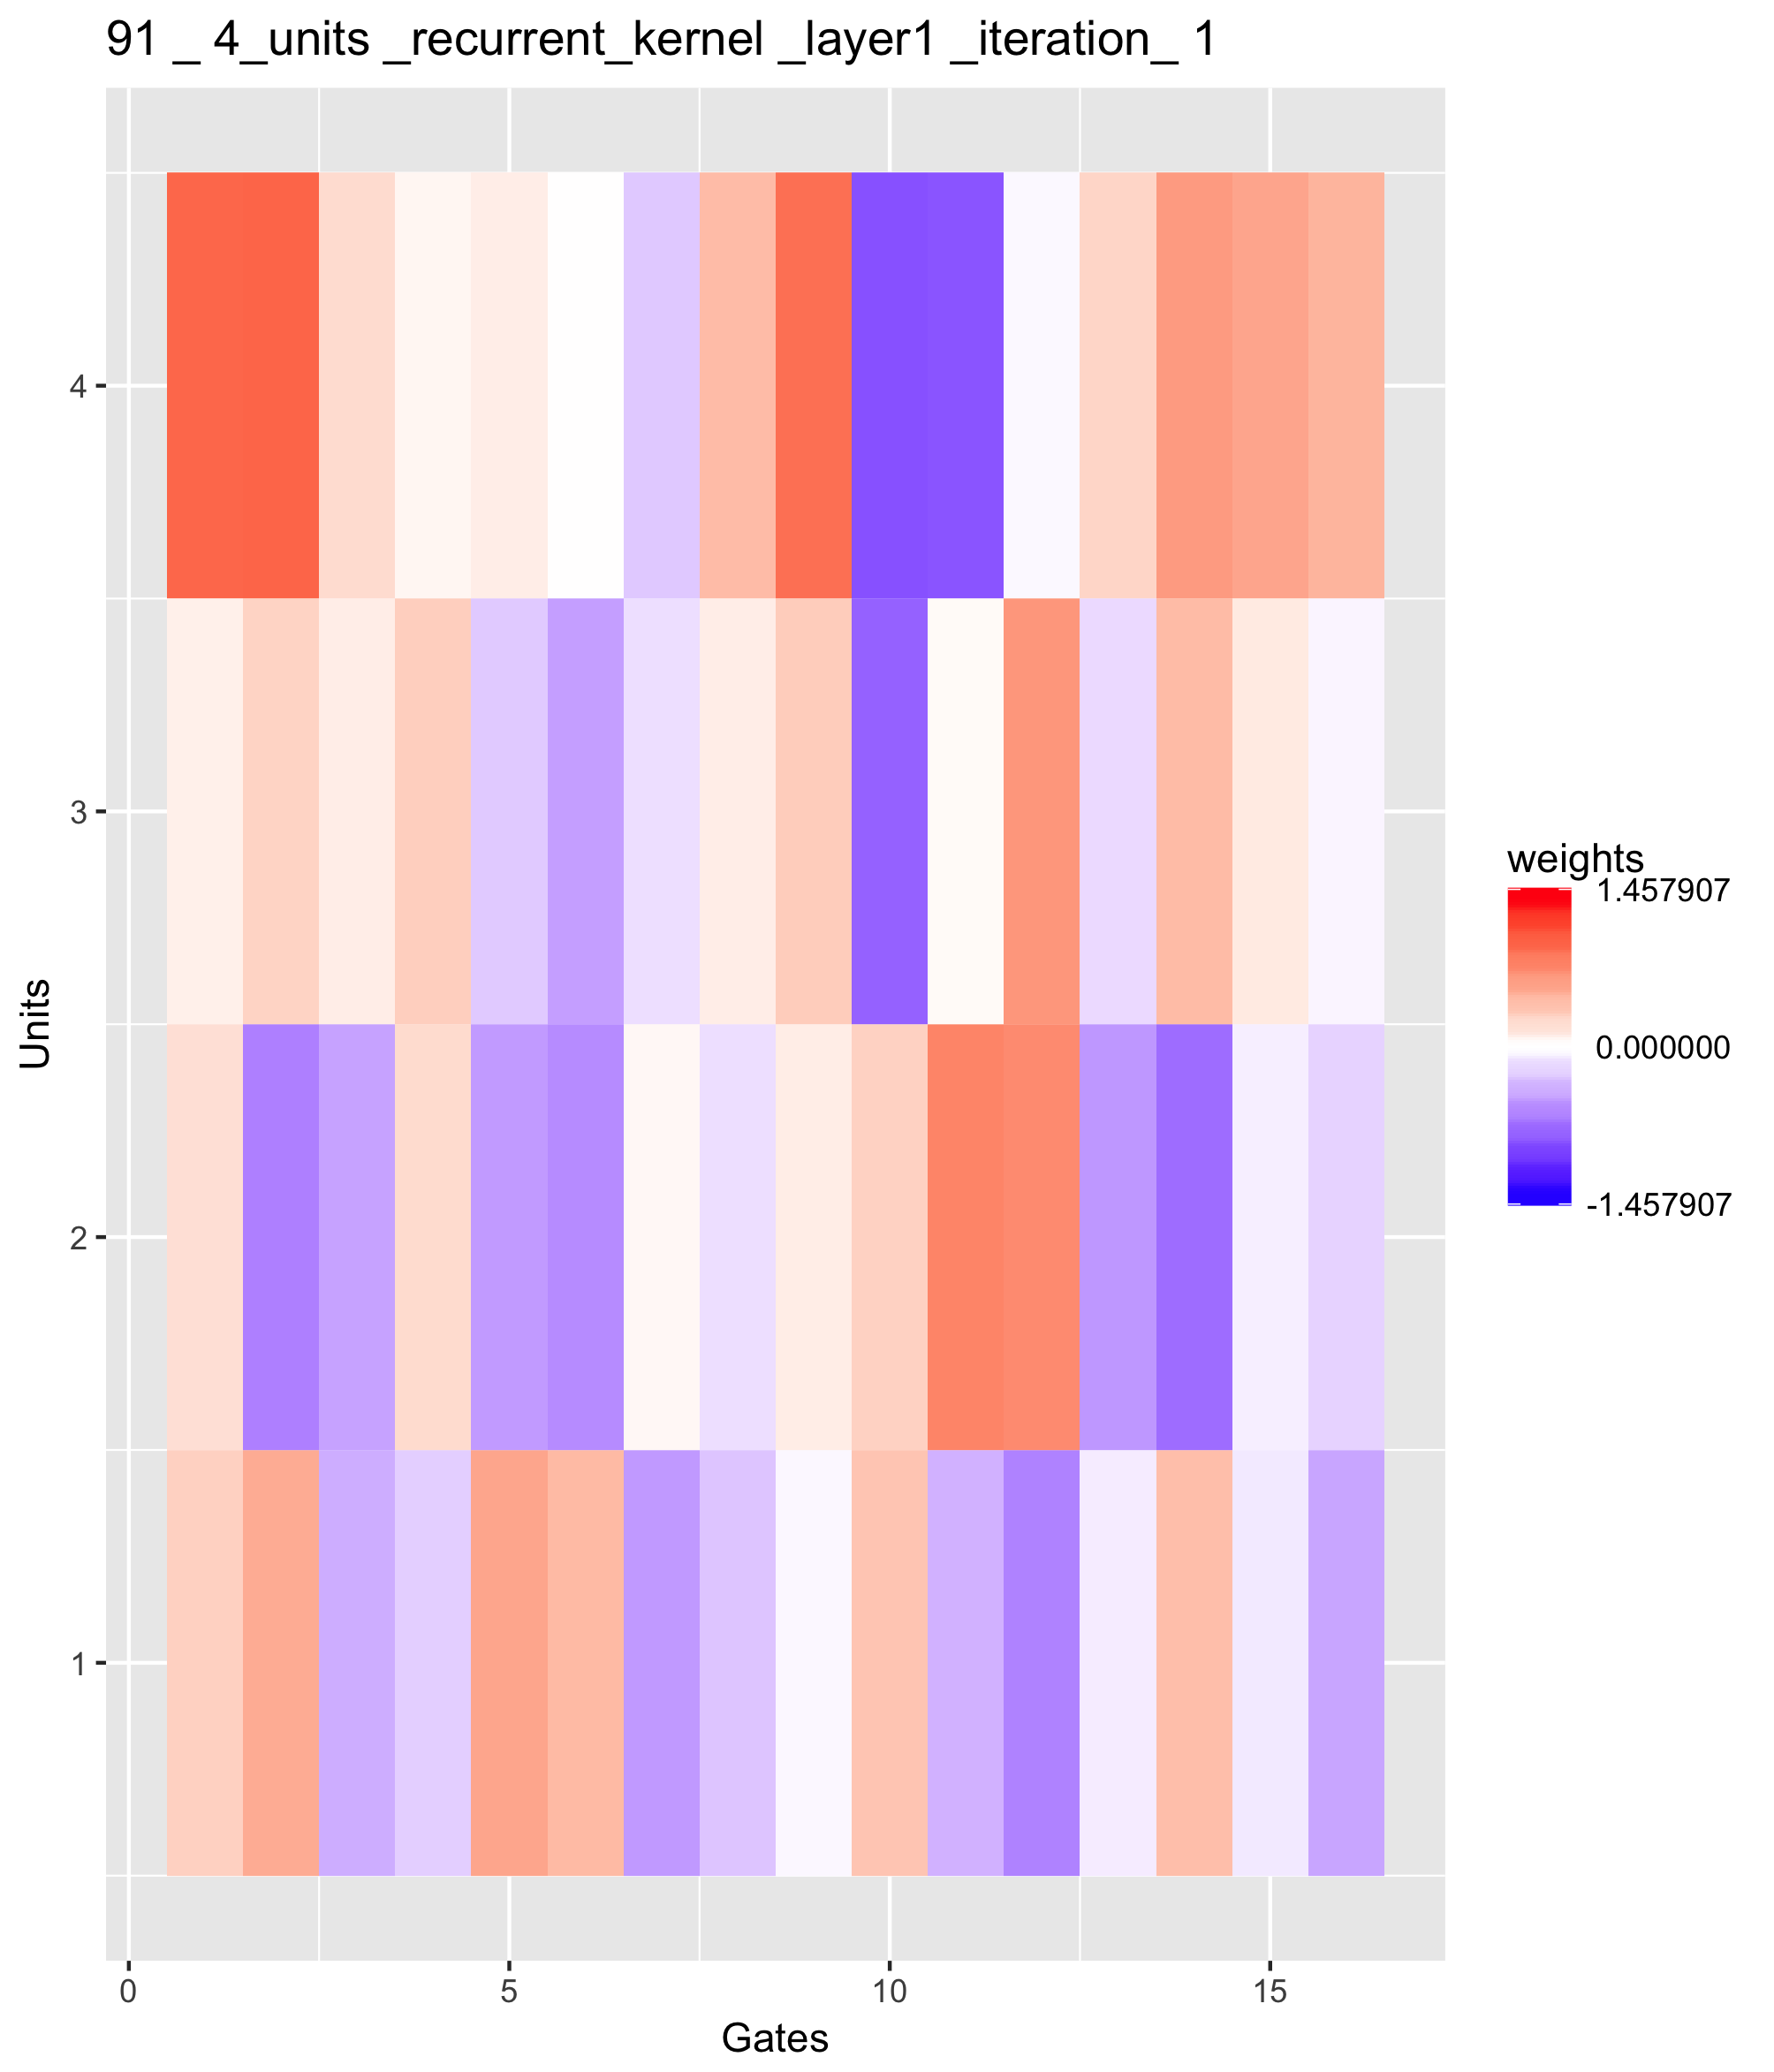 91 _ 4_units _recurrent_kernel _layer1 _iteration_ 1
Units
4
3
2
1
0
5
10
15
Gates
weights
1.457907
0.000000
-1.457907